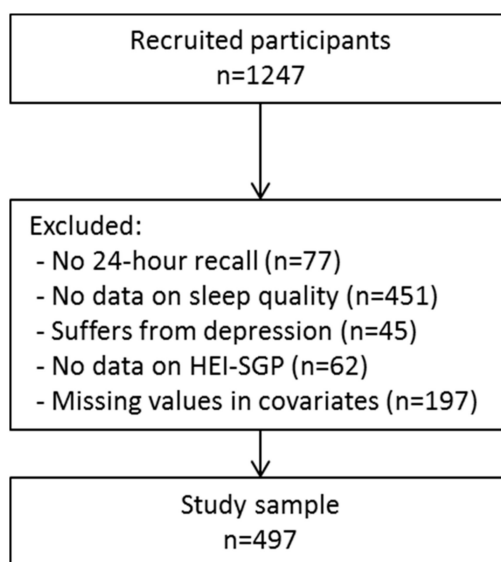 Recruited participants
n=1247
Excluded:
- No 24-hour recall (n=77)
- No data on sleep quality (n=451)
- Suffers from depression (n=45)
- No data on HEI-SGP (n=62)
- Missing values in covariates (n=197)
Study sample
n=497